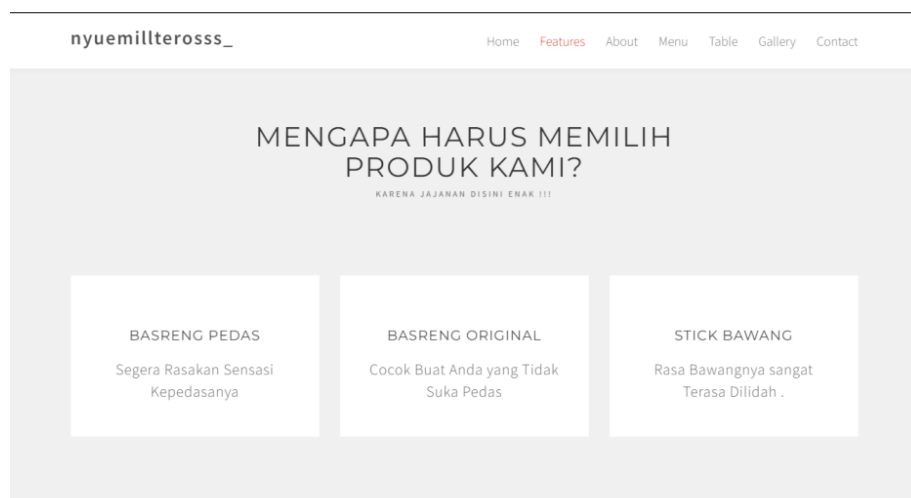 nyuemillterosss_
Home Features About Menu Table Gallery Contact
MENGAPA HARUS MEMILIH
PRODUK KAMI?
KARENA JAJANAN DISINI ENAK !!!
BASRENG PEDAS
Segera Rasakan Sensasi
Kepedasanya
BASRENG ORIGINAL
Cocok Buat Anda yang Tidak
Suka Pedas
STICK BAWANG
Rasa Bawangnya sangat
Terasa Dilidah .